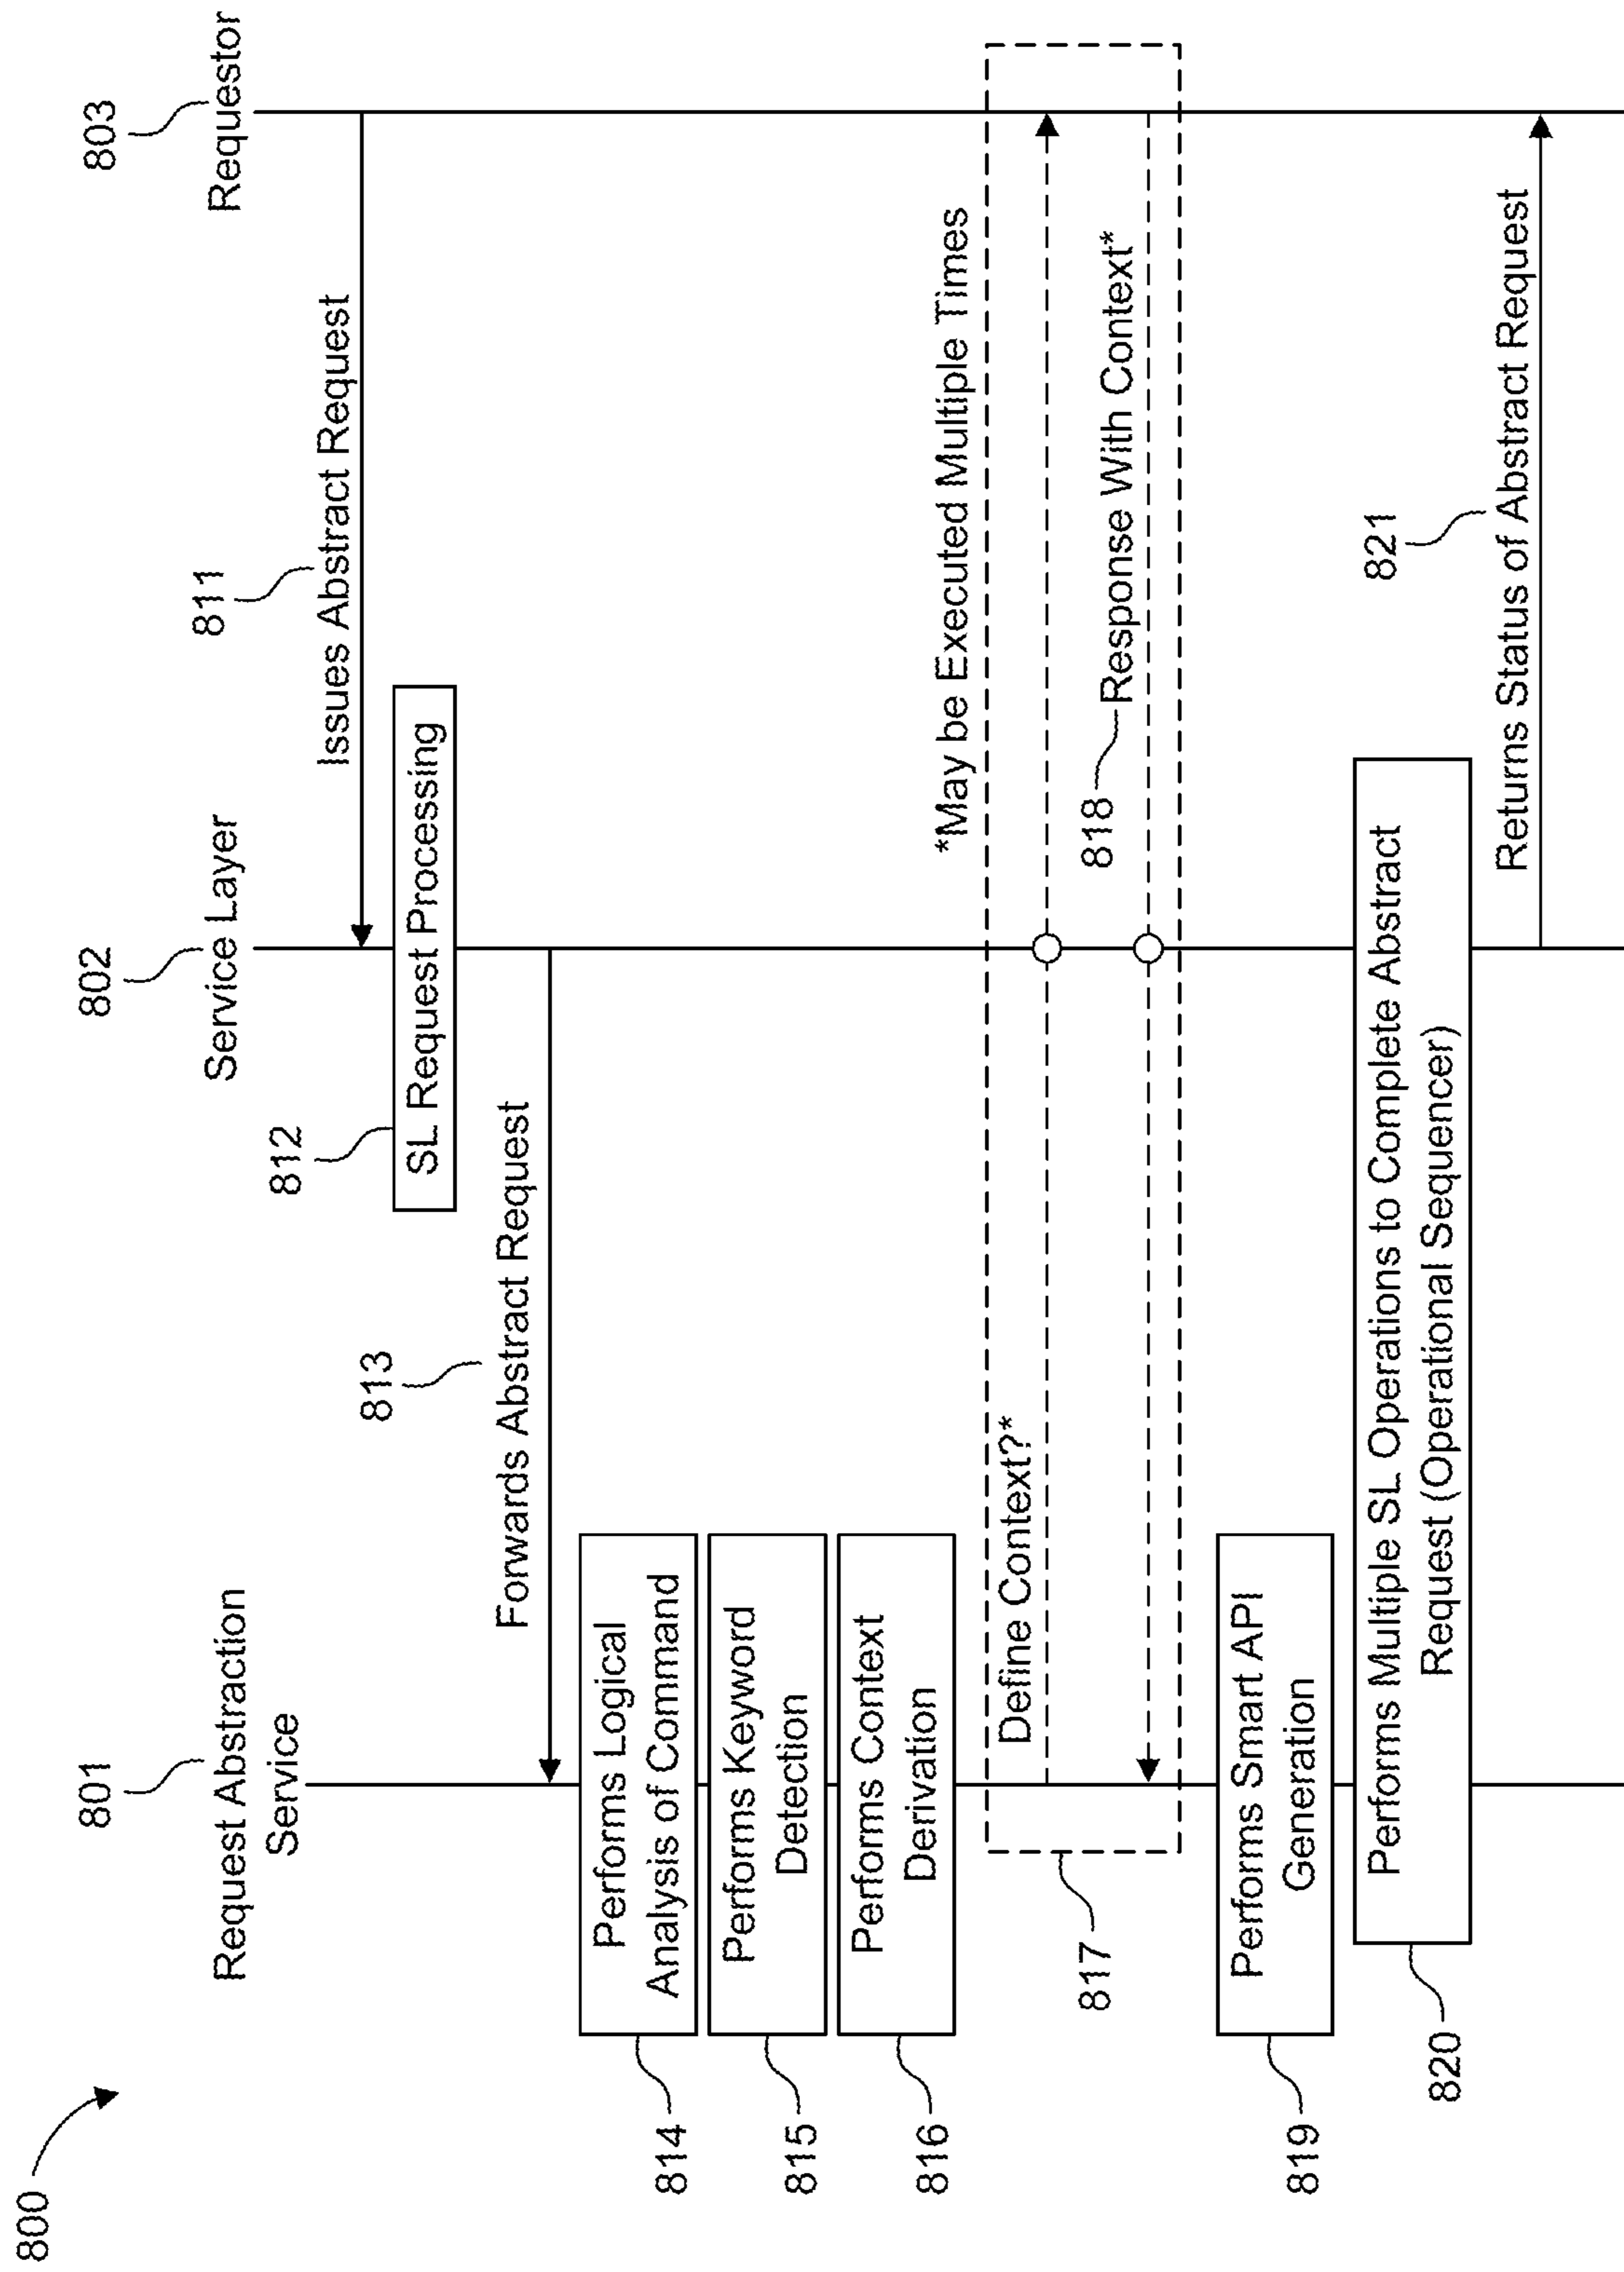 800
801
Request Abstraction
Service
802
Service Layer
803
Requestor
811
Issues Abstract Request
812
SL Request Processing
813
Forwards Abstract Request
814
Performs Logical
Analysis of Command
815
Performs Keyword
Detection
816
Performs Context
Derivation
*May be Executed Multiple Times
Define Context?*
817
818
Response With Context*
819
Performs Smart API
Generation
820
Performs Multiple SL Operations to Complete Abstract
Request (Operational Sequencer)
821
Returns Status of Abstract Request